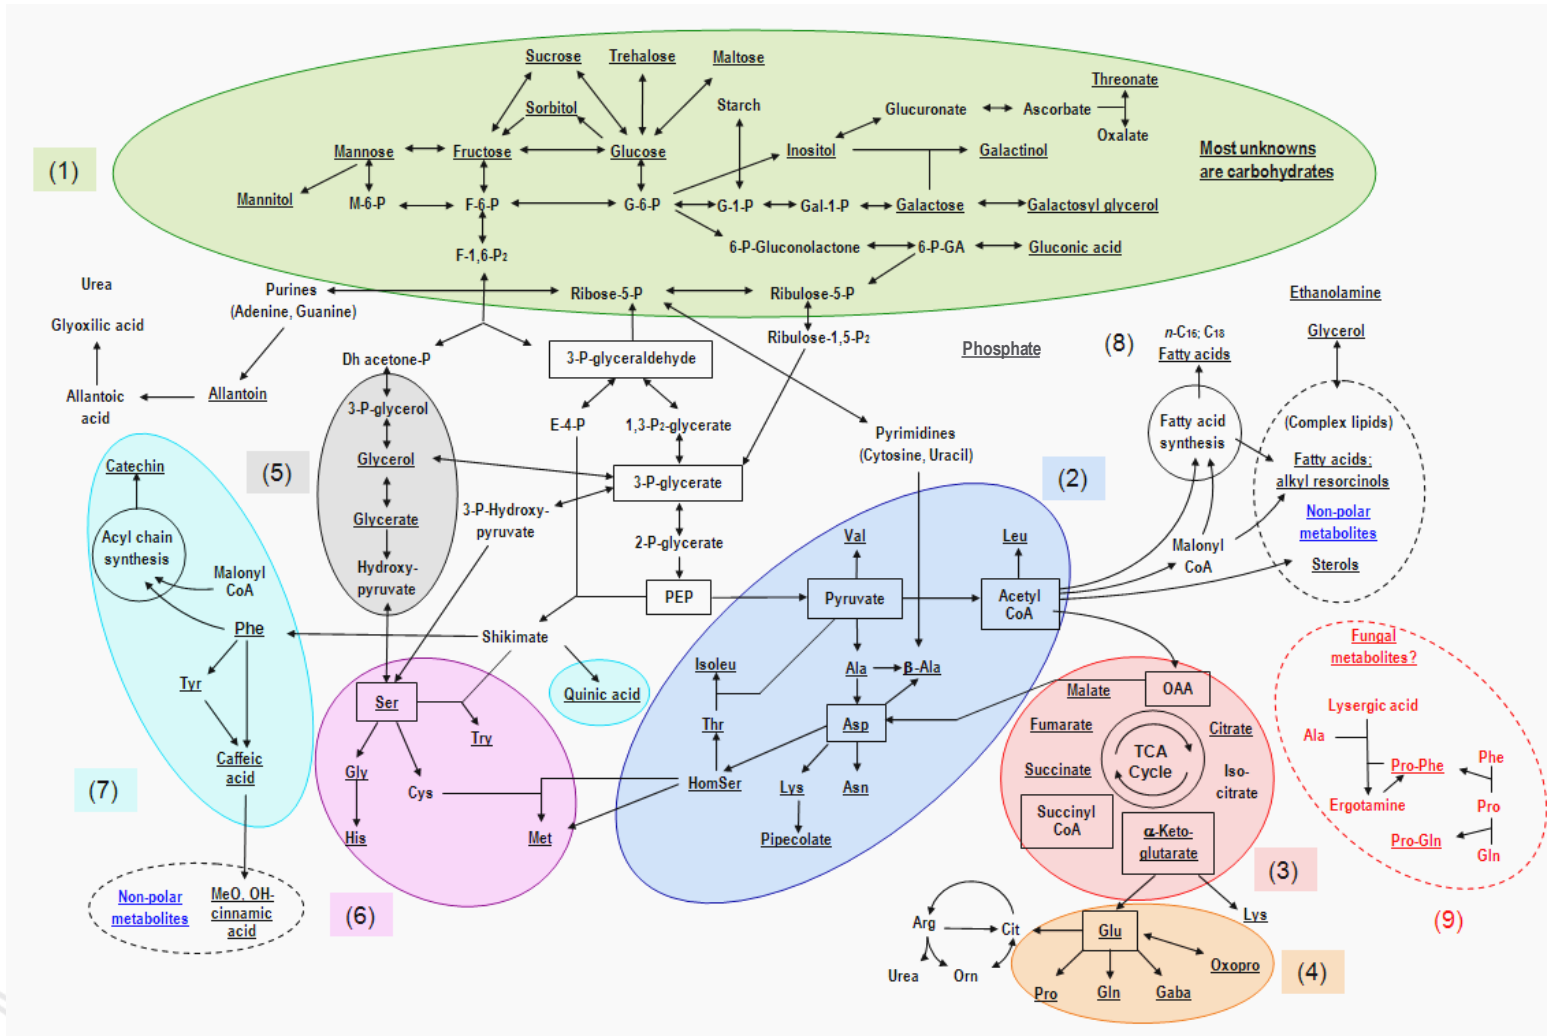 Sucrose
Trehalose
Maltose
Threonate
Sorbitol
Starch
Glucuronate
Ascorbate
Oxalate
Mannose
Fructose
Glucose
Inositol
Galactinol
Most unknowns
are carbohydrates
(1)
Mannitol
M-6-P
F-6-P
G-6-P
G-1-P
Gal-1-P
Galactose
Galactosyl glycerol
6-P-Gluconolactone
6-P-GA
Gluconic acid
F-1,6-P2
Urea
Purines
(Adenine, Guanine)
Ribose-5-P
Ribulose-5-P
Ethanolamine
Glyoxilic acid
Ribulose-1,5-P2
Phosphate
(8)
n-C16; C18
Fatty acids
Glycerol
Dh acetone-P
3-P-glyceraldehyde
Allantoic
acid
Allantoin
3-P-glycerol
E-4-P
1,3-P2-glycerate
Pyrimidines
(Cytosine, Uracil)
Fatty acid
synthesis
(Complex lipids)
Catechin
(5)
Glycerol
3-P-glycerate
(2)
Fatty acids:
alkyl resorcinols
Glycerate
3-P-Hydroxy-
pyruvate
Non-polar
metabolites
Acyl chain
synthesis
2-P-glycerate
Val
Leu
Malonyl
CoA
Sterols
Malonyl
CoA
Hydroxy-
pyruvate
PEP
Pyruvate
Acetyl
CoA
Phe
Shikimate
Fungal
metabolites?
Tyr
Quinic acid
Isoleu
Ala
β-Ala
Malate
OAA
Ser
Lysergic acid
Try
Thr
Asp
Fumarate
Citrate
Ala
TCA
Cycle
Caffeic
acid
Gly
Cys
HomSer
Lys
Asn
Succinate
Iso-
citrate
Pro-Phe
Phe
(7)
Ergotamine
Pro
His
Met
Pipecolate
Succinyl
CoA
α-Keto-
glutarate
Pro-Gln
Gln
(3)
Non-polar
metabolites
MeO, OH-
cinnamic
acid
(6)
(9)
Arg
Cit
Glu
Lys
Urea
Orn
Oxopro
(4)
Pro
Gln
Gaba